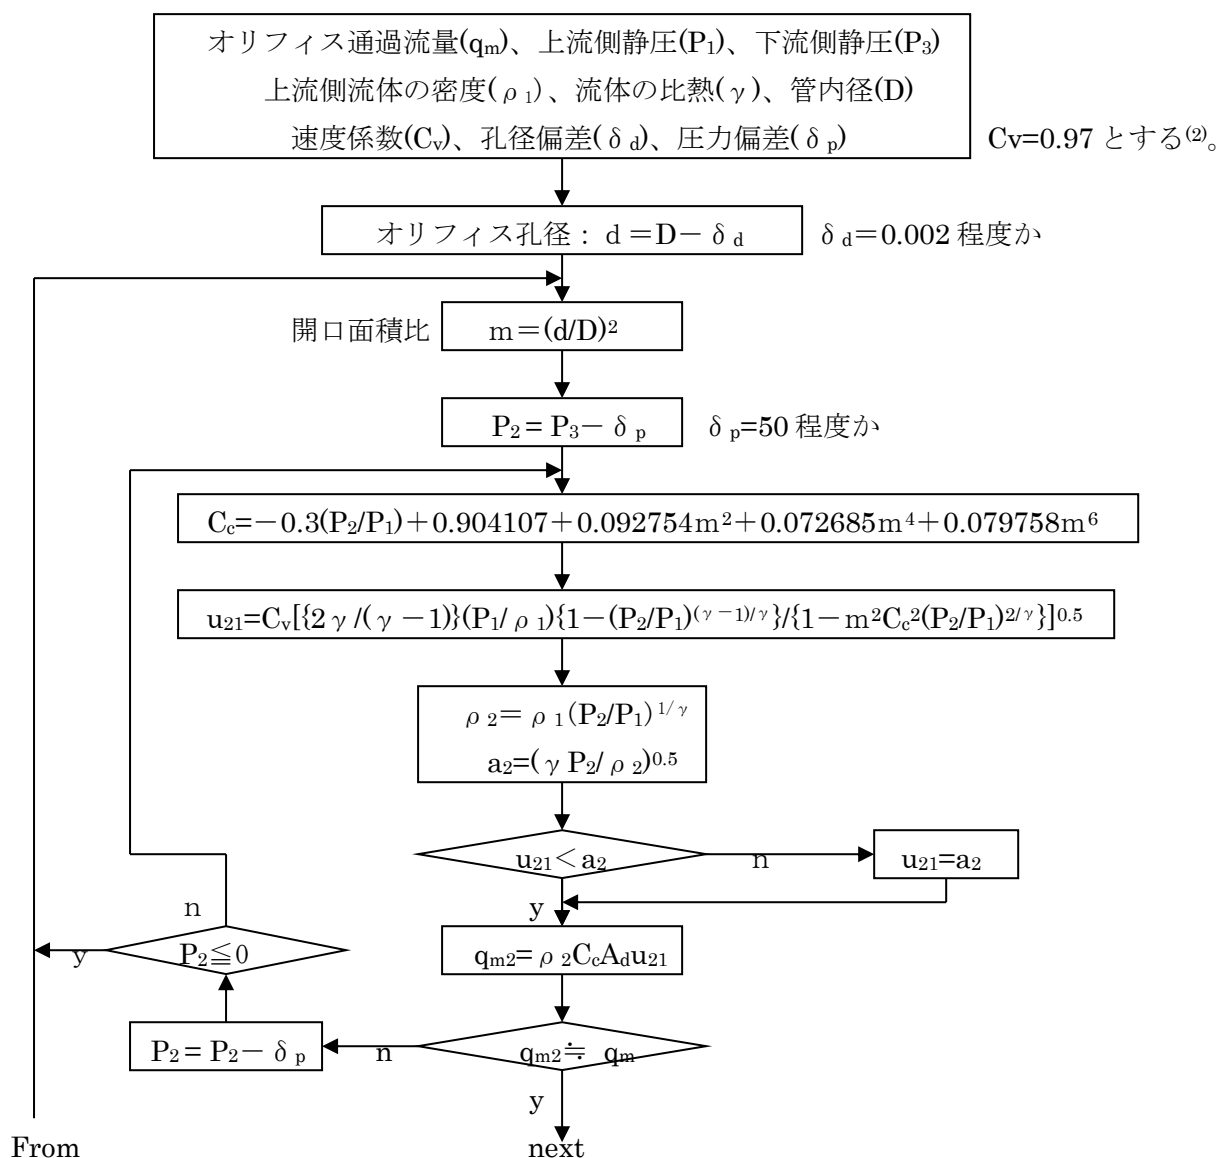 オリフィス通過流量(qm)、上流側静圧(P1)、下流側静圧(P3)
上流側流体の密度(ρ1)、流体の比熱(γ)、管内径(D)
速度係数(Cv)、孔径偏差(δd)、圧力偏差(δp)
Cv=0.97 とする(2)。
オリフィス孔径：ｄ＝D－δd
δd＝0.002 程度か
開口面積比
ｍ＝(d/D)2
P2 = P3－δp
δp=50 程度か
Cc=－0.3(P2/P1)＋0.904107＋0.092754ｍ2＋0.072685ｍ4＋0.079758ｍ6
u21=Cv[{2γ/(γ－1)}(P1/ρ1){1-(P2/P1)(γ－1)/γ}/{1－m2Cc2(P2/P1)2/γ}]0.5
ρ2＝ρ1(P2/P1)1/γ
a2=(γP2/ρ2)0.5
u21＜a2
n
u21=a2
y
n
P2≦0
y
qm2=ρ2CcAdu21
P2 = P2－δp
n
qm2≒ qm
y
From
next